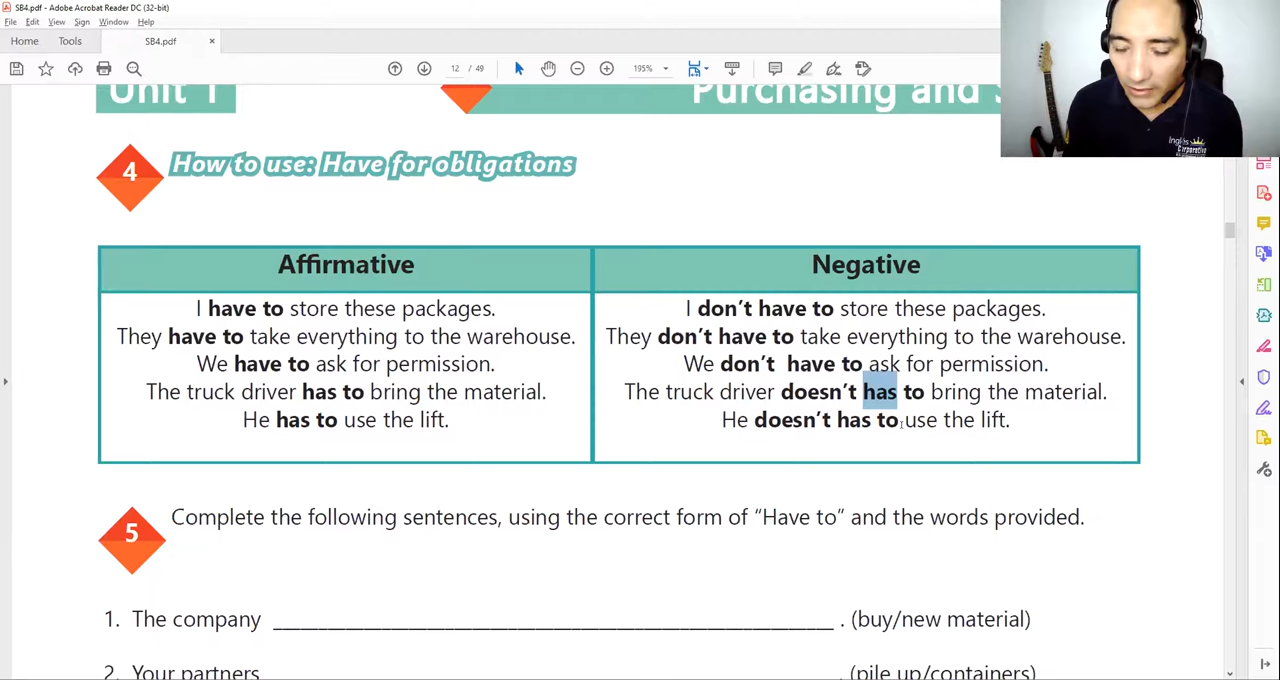 SB4.pdf - Adobe Acrobat Reader DC (32-bit)
File Edit View Sign Window Help
Home Tools SB4.pdf ×
12 / 49 195%
Unit 1
Purchasing and
4
How to use: Have for obligations
Affirmative
I have to store these packages.
They have to take everything to the warehouse.
We have to ask for permission.
The truck driver has to bring the material.
He has to use the lift.
Negative
I don't have to store these packages.
They don't have to take everything to the warehouse.
We don't have to ask for permission.
The truck driver doesn't has to bring the material.
He doesn't has to use the lift.
5
Complete the following sentences, using the correct form of “Have to” and the words provided.
1. The company ______________________________ . (buy/new material)
2. Your partners ______________________________ . (pile up/containers)
Inglés
Corporativo